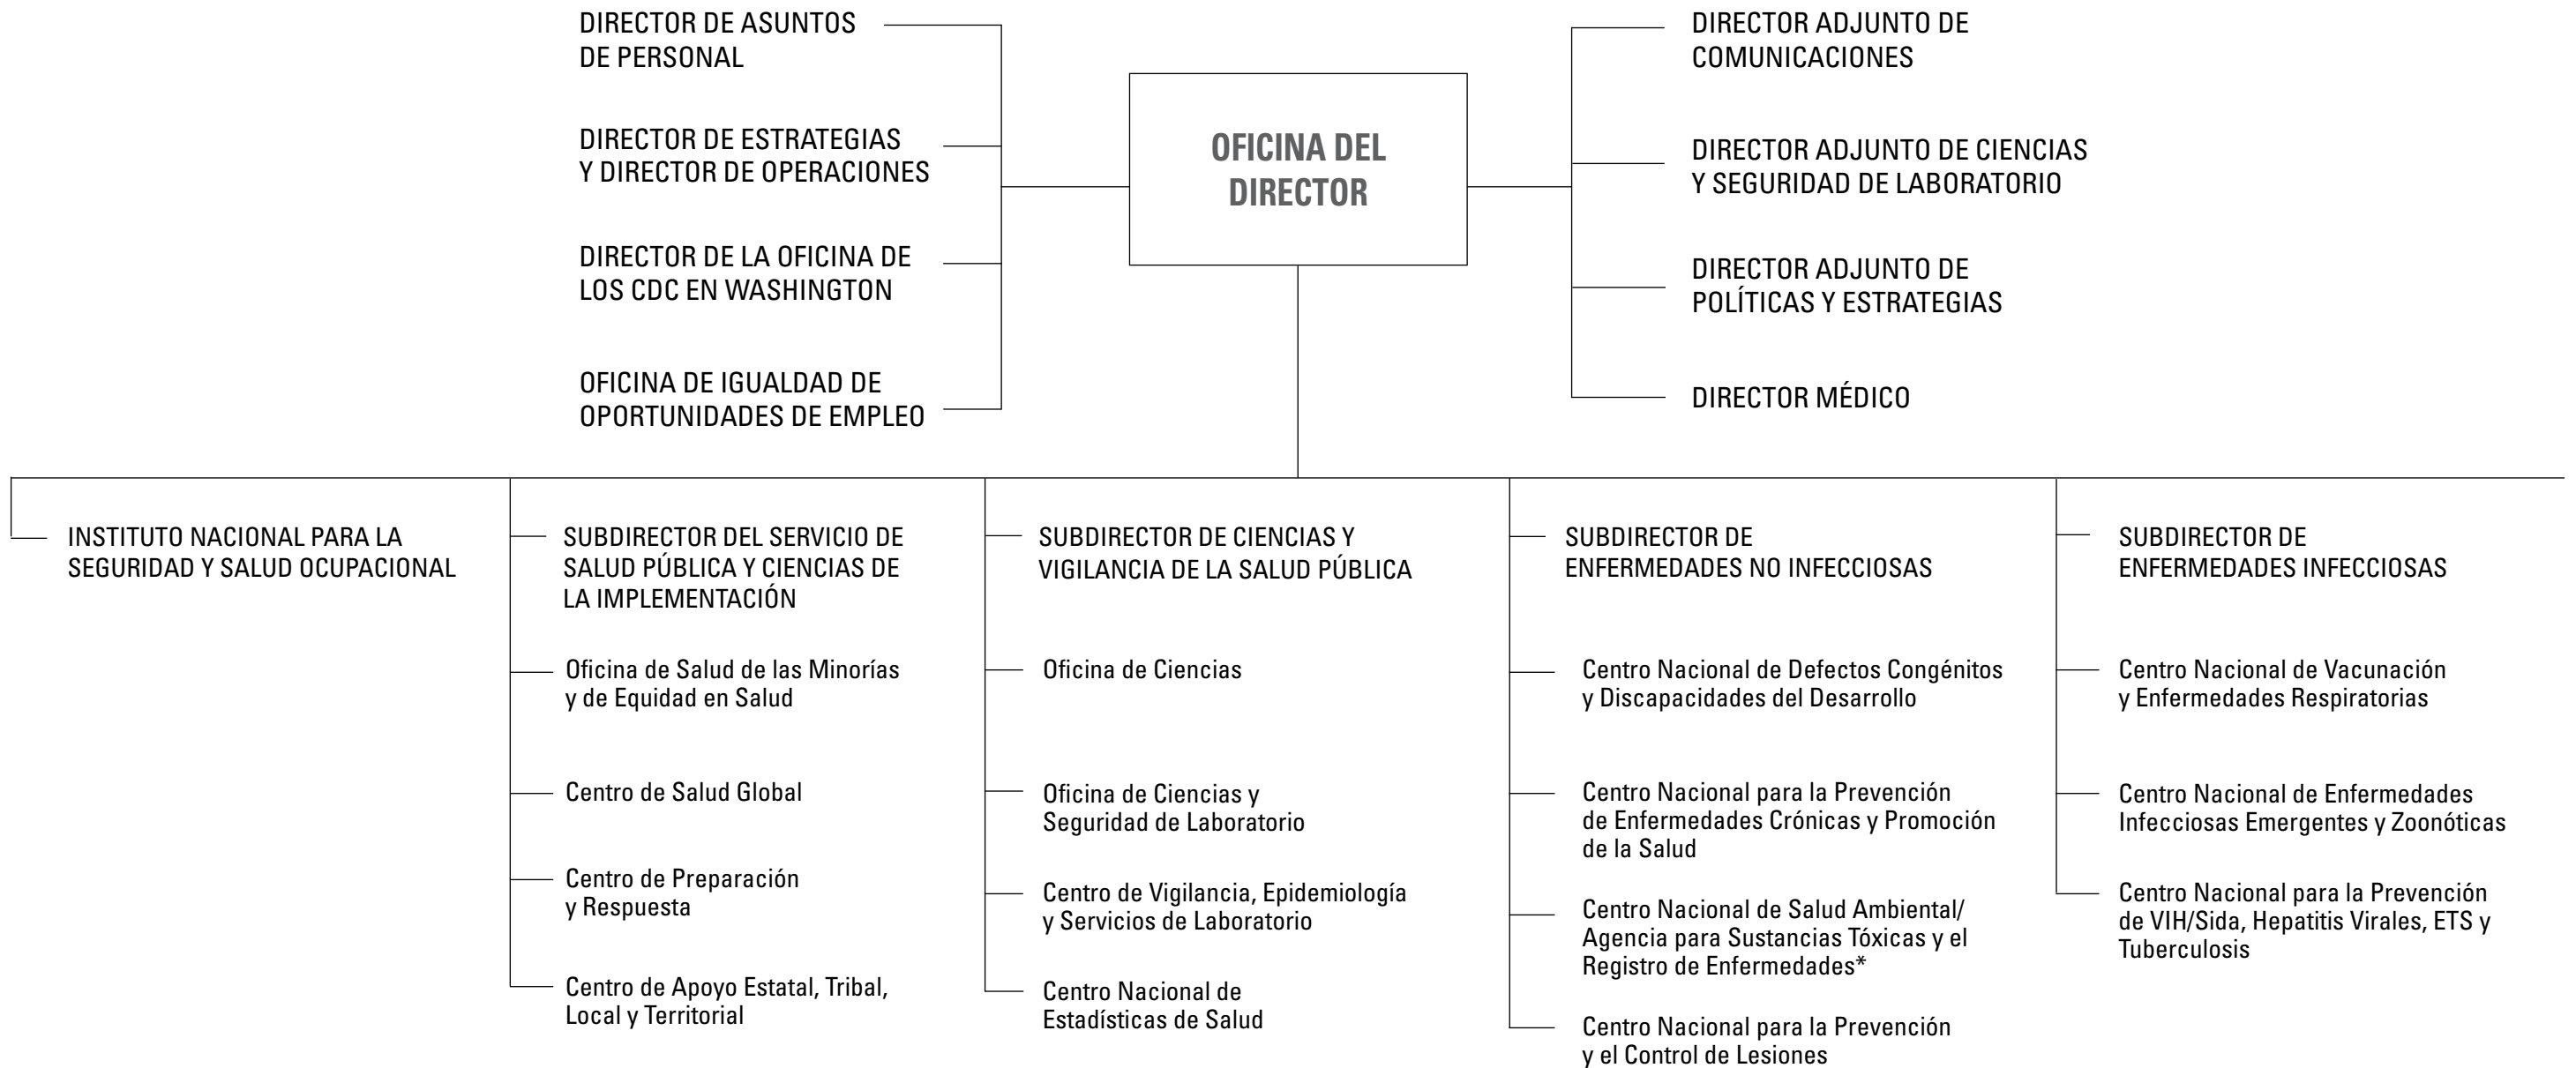 DIRECTOR DE ASUNTOS
DE PERSONAL
DIRECTOR DE ESTRATEGIAS
Y DIRECTOR DE OPERACIONES
DIRECTOR DE LA OFICINA DE
LOS CDC EN WASHINGTON
OFICINA DE IGUALDAD DE
OPORTUNIDADES DE EMPLEO
OFICINA DEL
DIRECTOR
DIRECTOR ADJUNTO DE
COMUNICACIONES
DIRECTOR ADJUNTO DE CIENCIAS
Y SEGURIDAD DE LABORATORIO
DIRECTOR ADJUNTO DE
POLÍTICAS Y ESTRATEGIAS
DIRECTOR MÉDICO
INSTITUTO NACIONAL PARA LA
SEGURIDAD Y SALUD OCUPACIONAL
SUBDIRECTOR DEL SERVICIO DE
SALUD PÚBLICA Y CIENCIAS DE
LA IMPLEMENTACIÓN
Oficina de Salud de las Minorías
y de Equidad en Salud
Centro de Salud Global
Centro de Preparación
y Respuesta
Centro de Apoyo Estatal, Tribal,
Local y Territorial
SUBDIRECTOR DE CIENCIAS Y
VIGILANCIA DE LA SALUD PÚBLICA
Oficina de Ciencias
Oficina de Ciencias y
Seguridad de Laboratorio
Centro de Vigilancia, Epidemiología
y Servicios de Laboratorio
Centro Nacional de
Estadísticas de Salud
SUBDIRECTOR DE
ENFERMEDADES NO INFECCIOSAS
Centro Nacional de Defectos Congénitos
y Discapacidades del Desarrollo
Centro Nacional para la Prevención
de Enfermedades Crónicas y Promoción
de la Salud
Centro Nacional de Salud Ambiental/
Agencia para Sustancias Tóxicas y el
Registro de Enfermedades*
Centro Nacional para la Prevención
y el Control de Lesiones
SUBDIRECTOR DE
ENFERMEDADES INFECCIOSAS
Centro Nacional de Vacunación
y Enfermedades Respiratorias
Centro Nacional de Enfermedades
Infecciosas Emergentes y Zoonóticas
Centro Nacional para la Prevención
de VIH/Sida, Hepatitis Virales, ETS y
Tuberculosis